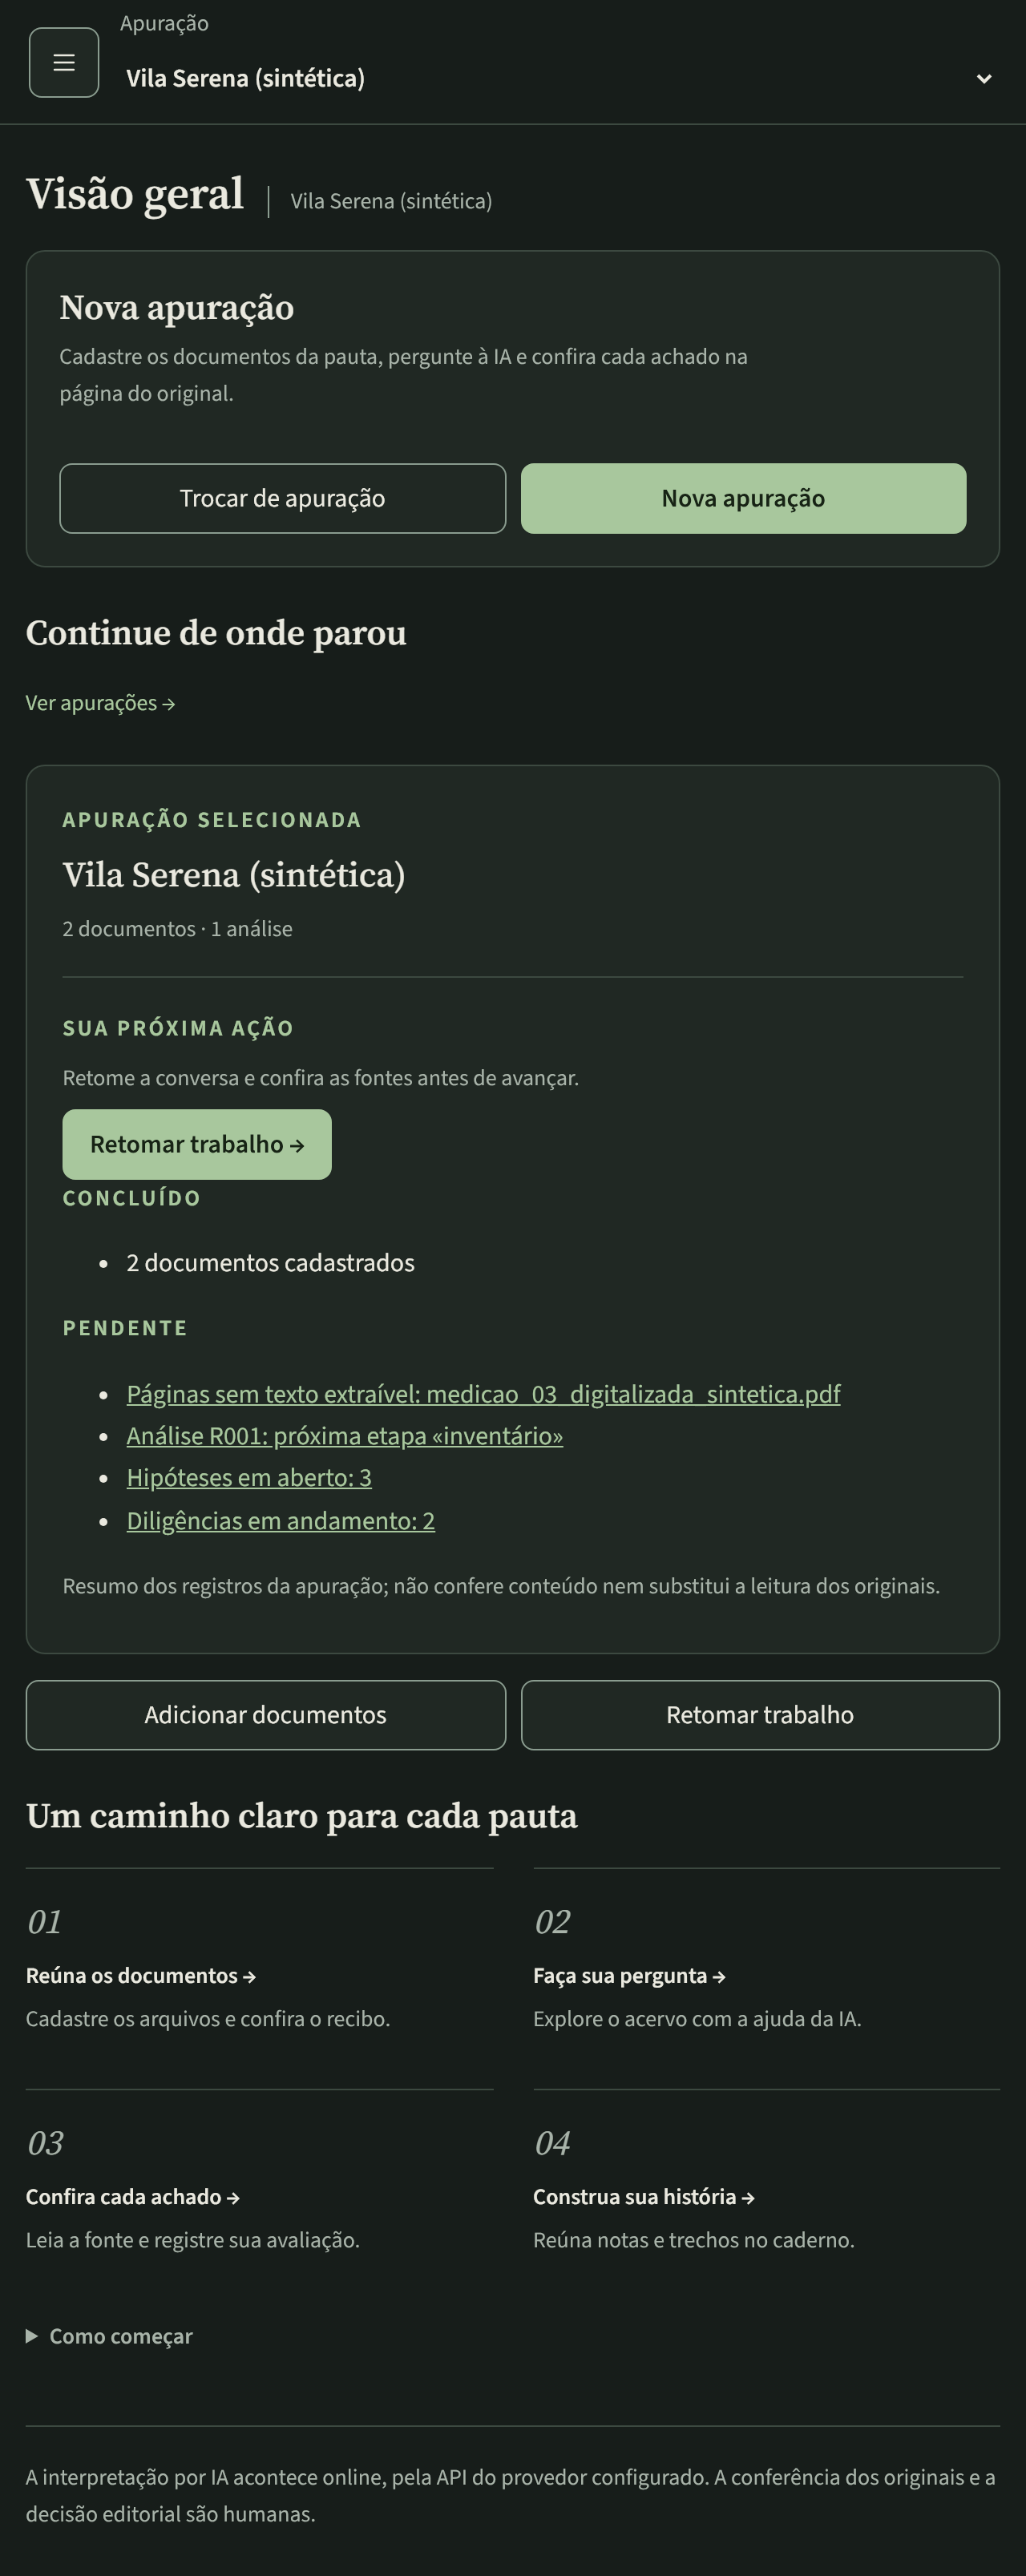 Apuração
Vila Serena (sintética)
Visão geral
Vila Serena (sintética)
Nova apuração
Cadastre os documentos da pauta, pergunte à IA e confira cada achado na
página do original.
Trocar de apuração
Nova apuração
Continue de onde parou
Ver apurações →
APURAÇÃO SELECIONADA
Vila Serena (sintética)
2 documentos · 1 análise
SUA PRÓXIMA AÇÃO
Retome a conversa e confira as fontes antes de avançar.
Retomar trabalho →
CONCLUÍDO
• 2 documentos cadastrados
PENDENTE
• Páginas sem texto extraível: medicao_03_digitalizada_sintetica.pdf
• Análise R001: próxima etapa «inventário»
• Hipóteses em aberto: 3
• Diligências em andamento: 2
Resumo dos registros da apuração; não confere conteúdo nem substitui a leitura dos originais.
Adicionar documentos
Retomar trabalho
Um caminho claro para cada pauta
01
Reúna os documentos →
Cadastre os arquivos e confira o recibo.
02
Faça sua pergunta →
Explore o acervo com a ajuda da IA.
03
Confira cada achado →
Leia a fonte e registre sua avaliação.
04
Construa sua história →
Reúna notas e trechos no caderno.
Como começar
A interpretação por IA acontece online, pela API do provedor configurado. A conferência dos originais e a
decisão editorial são humanas.